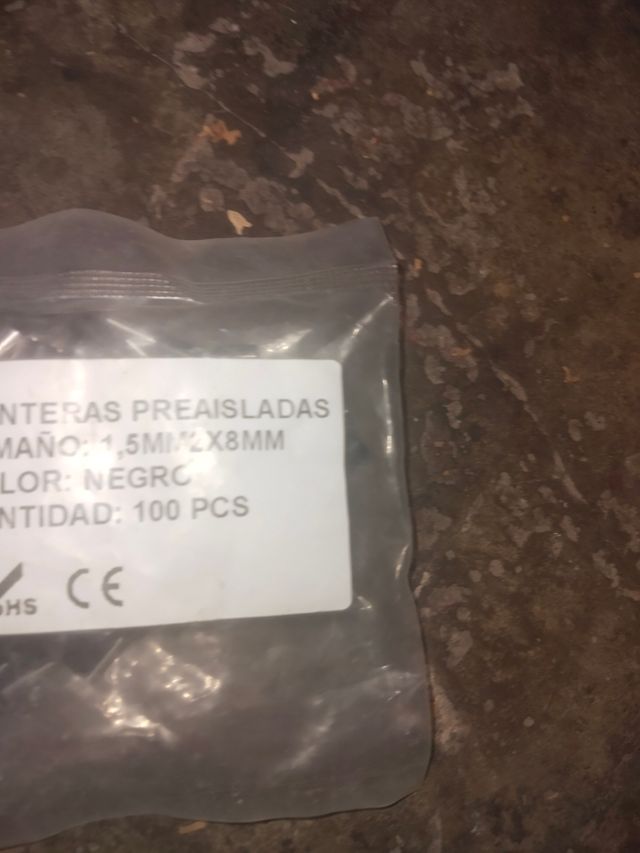 NTERAS PREAISLADAS
MAÑO: 1,5MM2X8MM
LOR: NEGRO
NTIDAD: 100 PCS
OHS CE